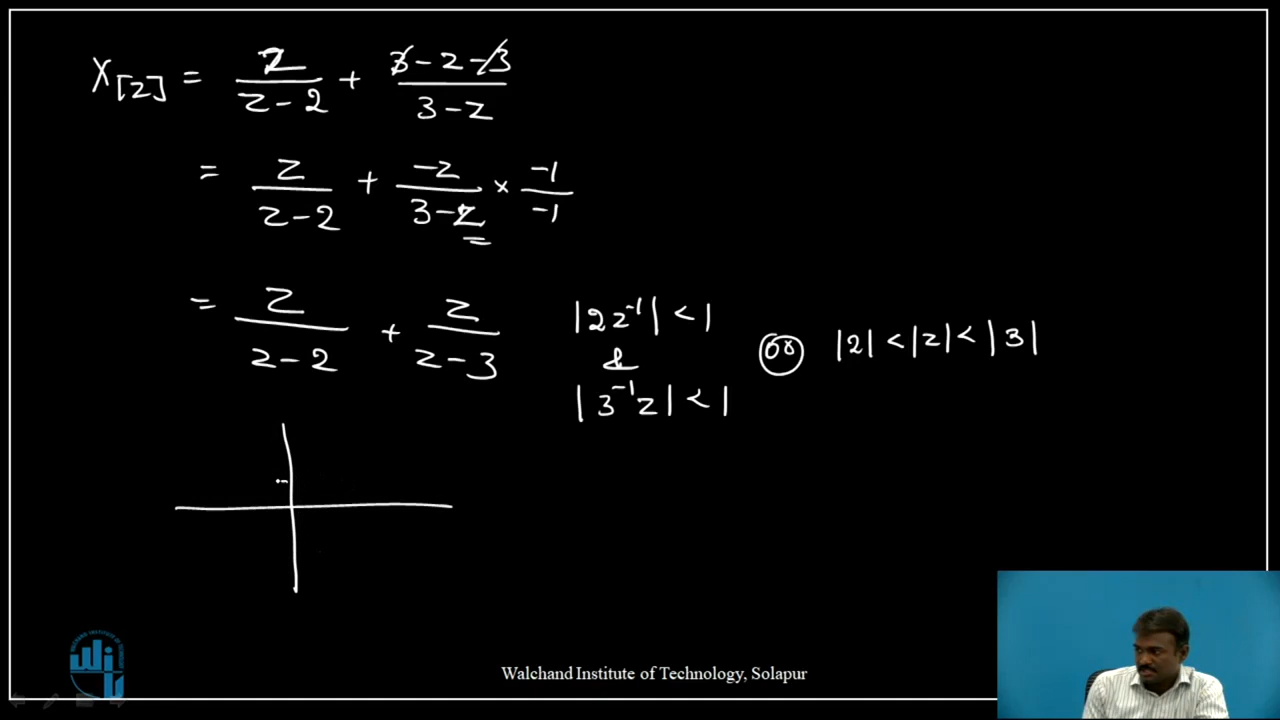 X[z] = z/(z-2) + (3-z-3)/(3-z)
= z/(z-2) + -z/(3-z) × -1/-1
= z/(z-2) + z/(z-3) |2z⁻¹| < 1 & |3⁻¹z| < 1 or |2| < |z| < |3|
Walchand Institute of Technology, Solapur